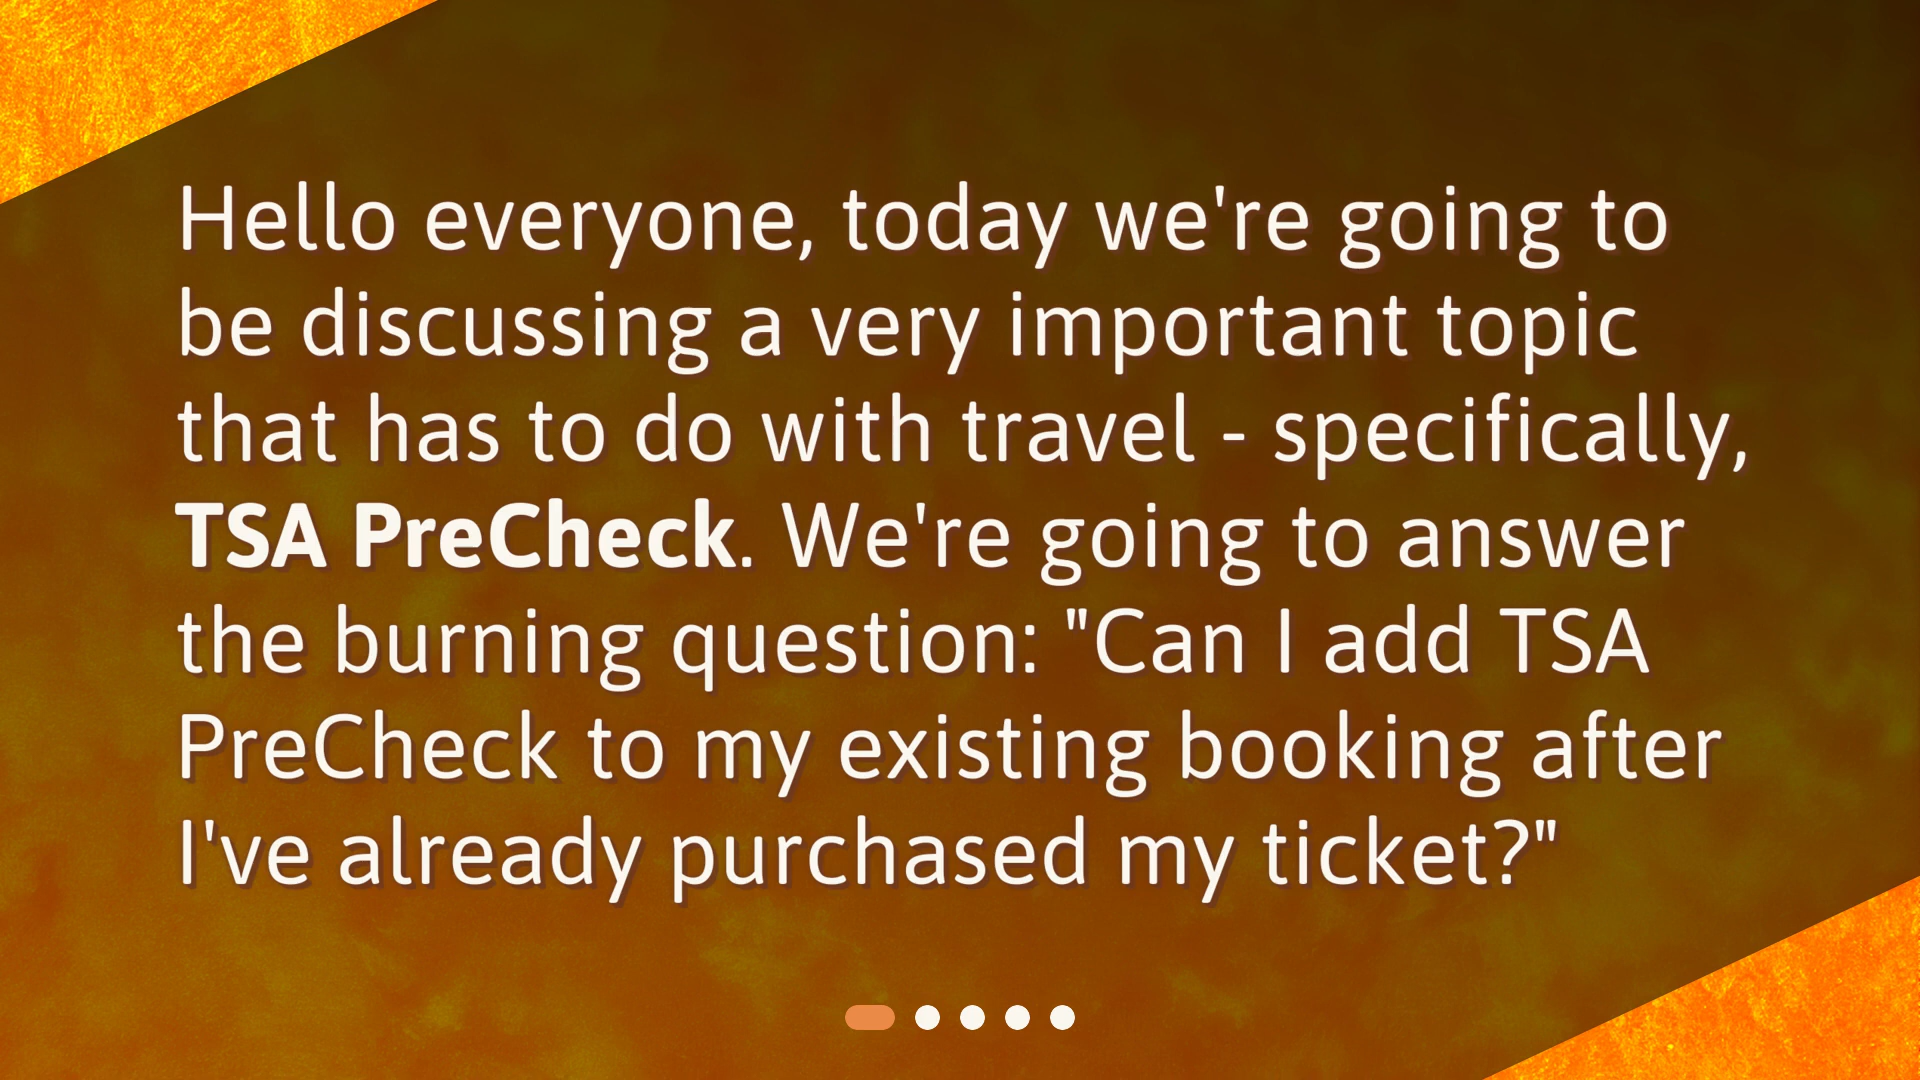 Hello everyone, today we're going to
be discussing a very important topic
that has to do with travel - specifically,
TSA PreCheck. We're going to answer
the burning question: "Can I add TSA
PreCheck to my existing booking after
I've already purchased my ticket?"